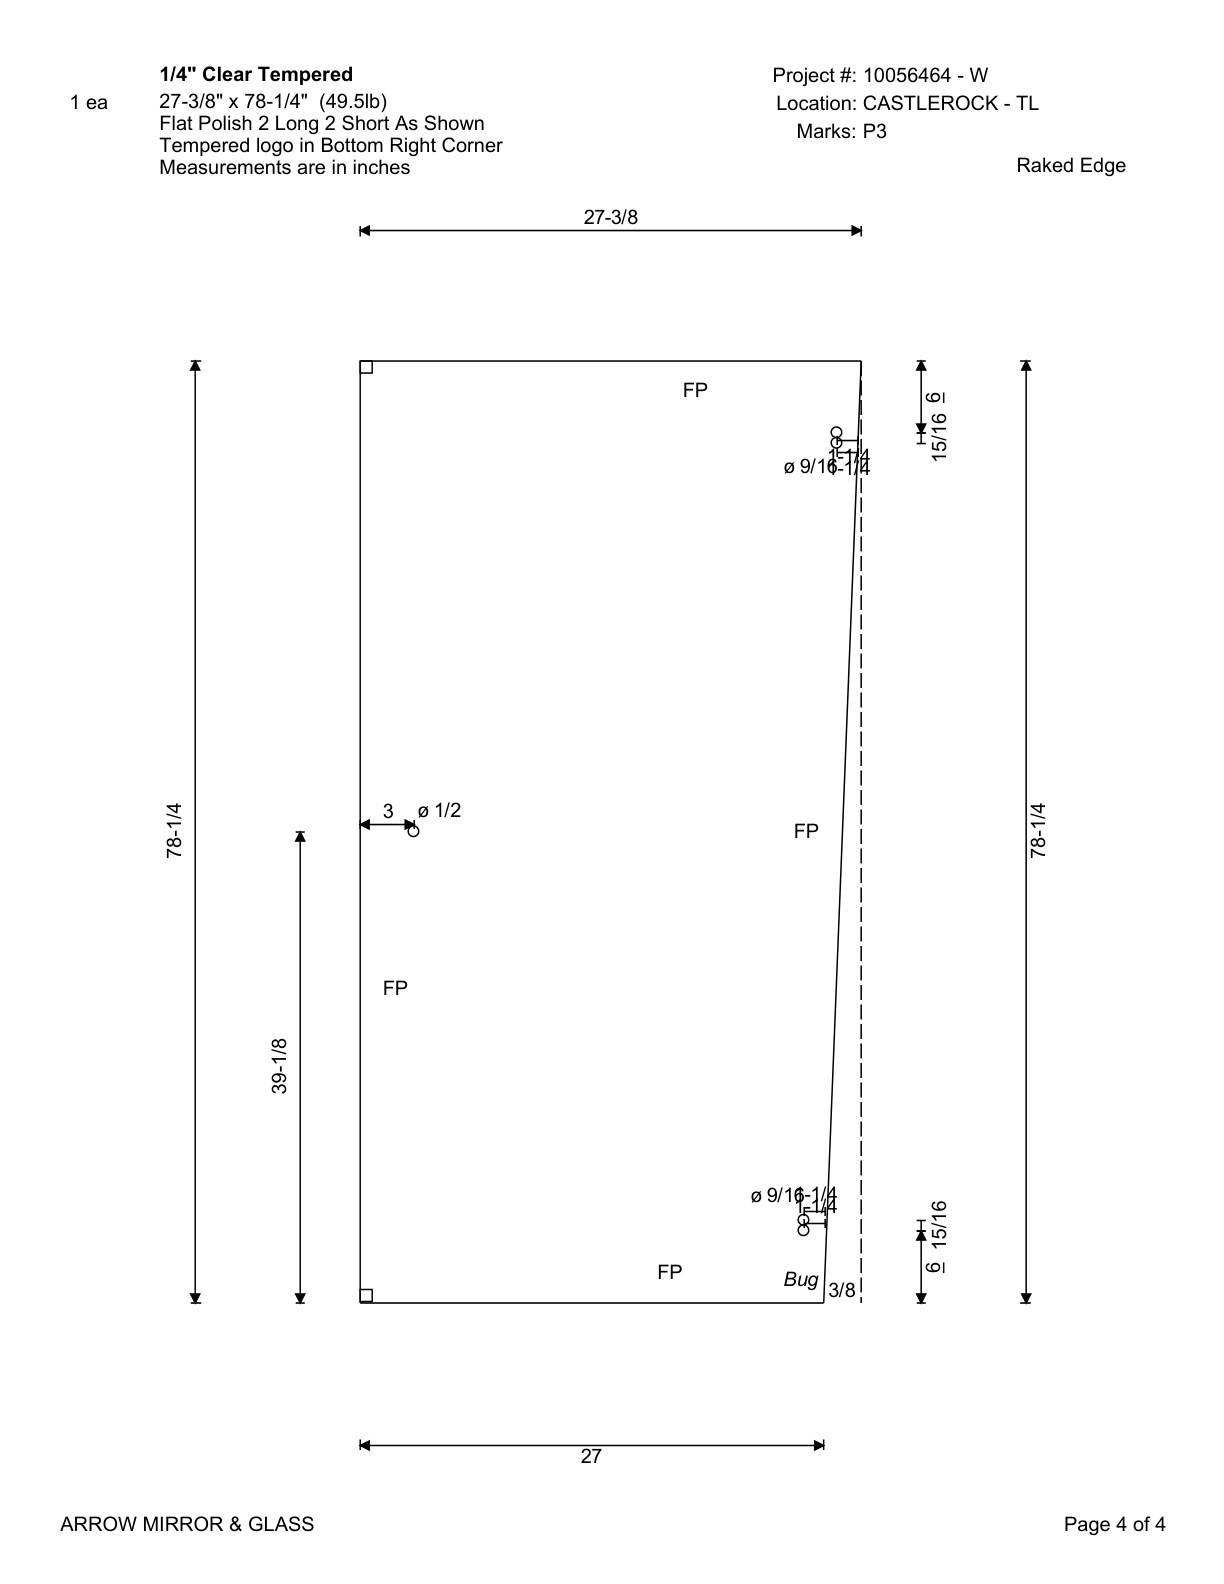 1/4" Clear Tempered
1 ea
27-3/8" x 78-1/4" (49.5lb)
Flat Polish 2 Long 2 Short As Shown
Tempered logo in Bottom Right Corner
Measurements are in inches
Project #: 10056464 - W
Location: CASTLEROCK - TL
Marks: P3
Raked Edge
27-3/8
FP
6
15/16
1-1/4
ø 9/16
1-1/4
78-1/4
3
ø 1/2
FP
78-1/4
FP
39-1/8
ø 9/16
1-1/4
1-1/4
15/16
6
FP
Bug
3/8
27
ARROW MIRROR & GLASS
Page 4 of 4